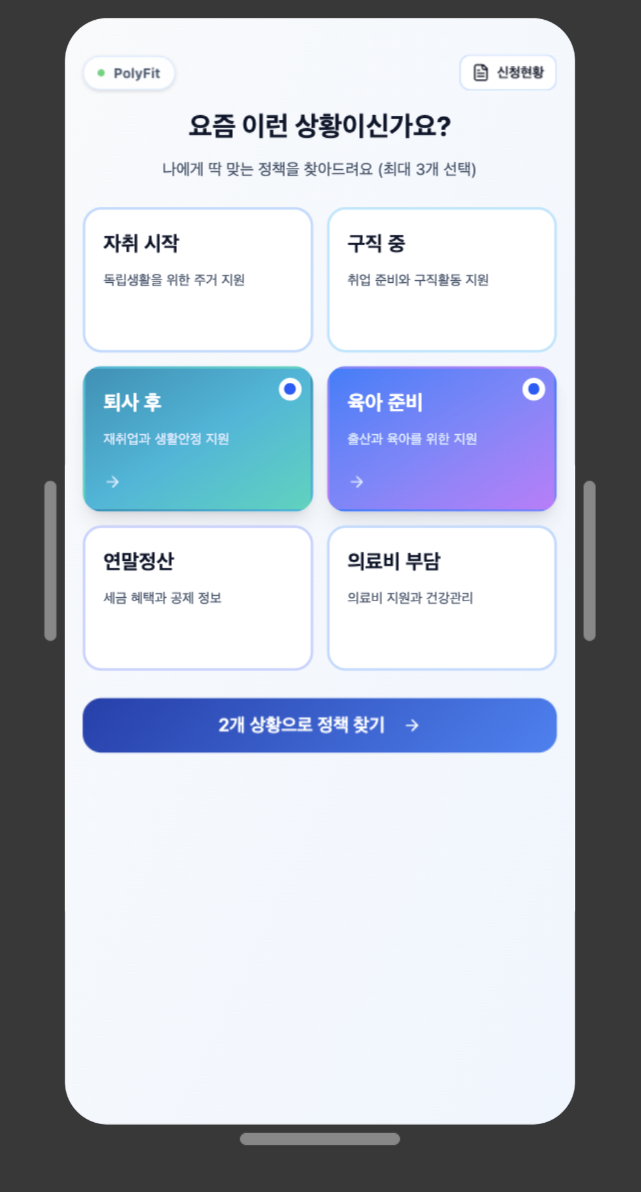 PolyFit
신청현황
요즘 이런 상황이신가요?
나에게 딱 맞는 정책을 찾아드려요 (최대 3개 선택)
자취 시작
독립생활을 위한 주거 지원
구직 중
취업 준비와 구직활동 지원
퇴사 후
재취업과 생활안정 지원
→
육아 준비
출산과 육아를 위한 지원
→
연말정산
세금 혜택과 공제 정보
의료비 부담
의료비 지원과 건강관리
2개 상황으로 정책 찾기 →